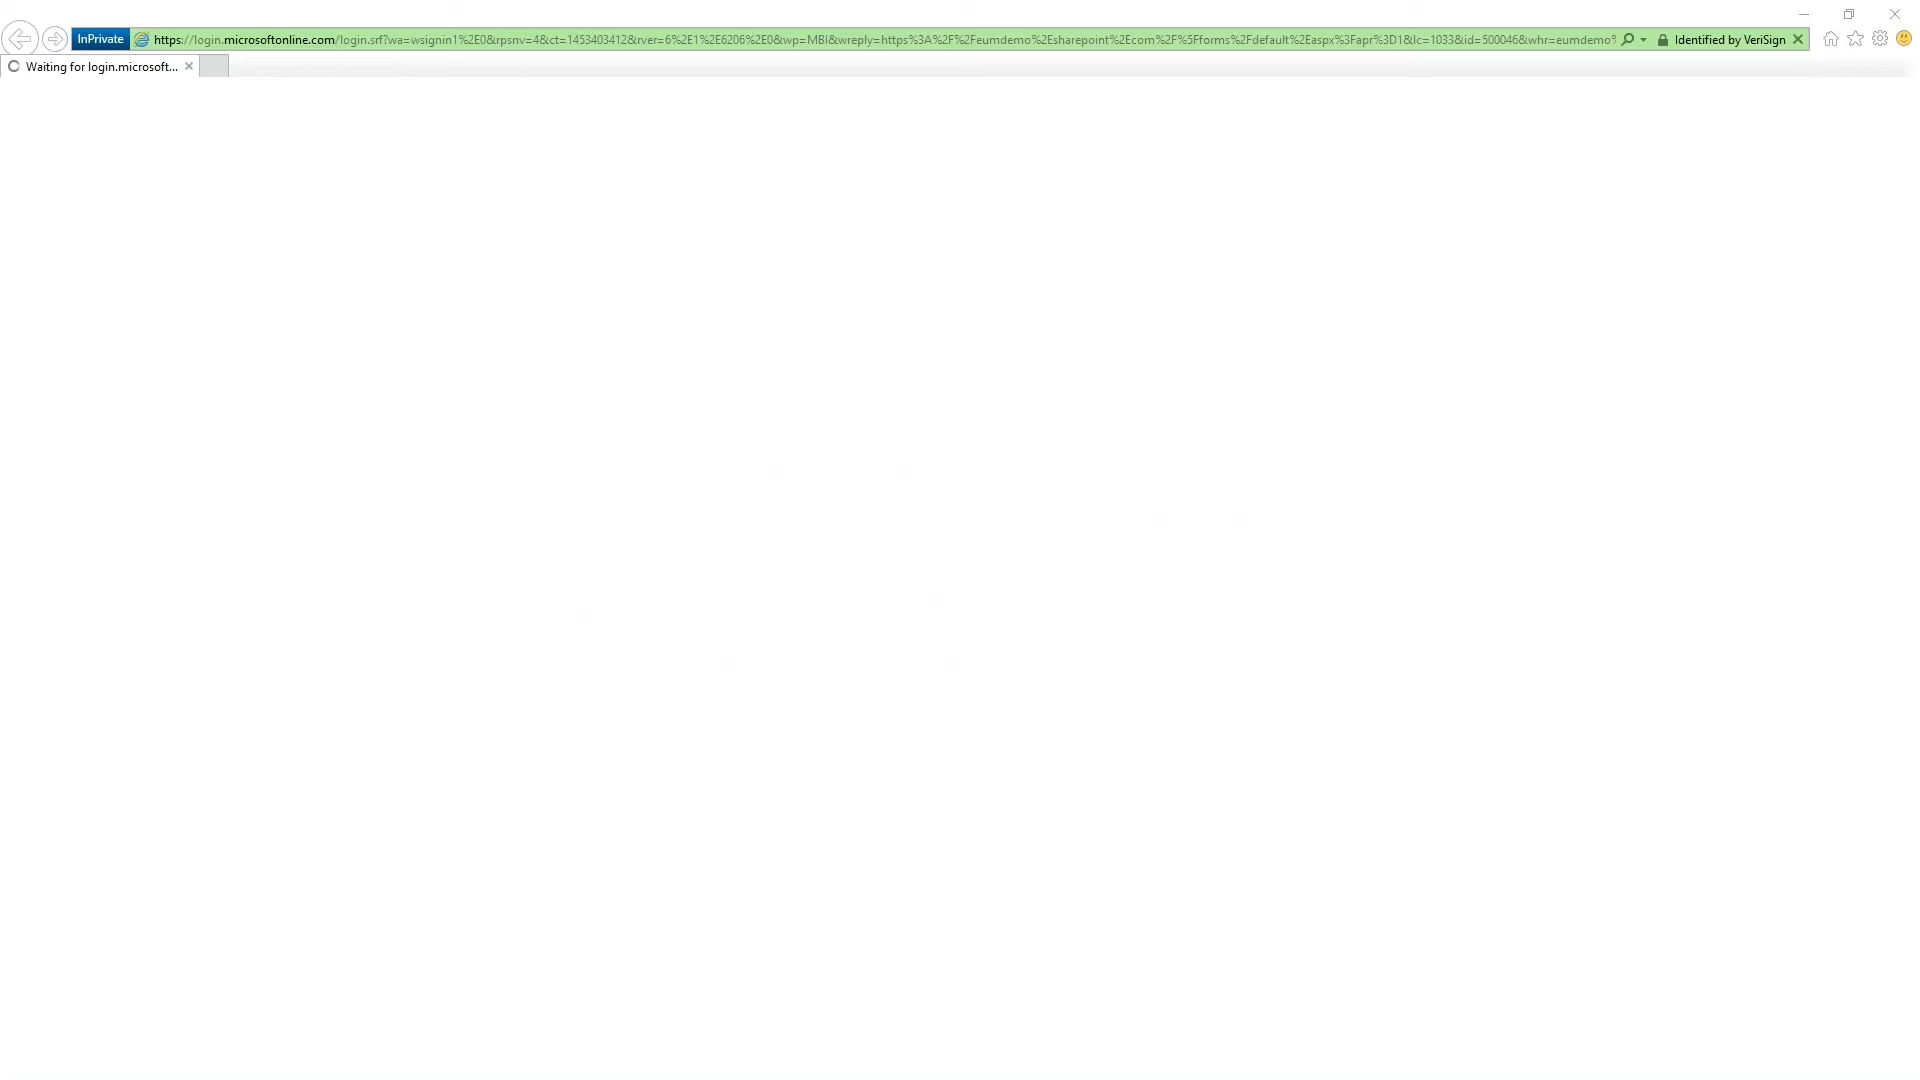 InPrivate https://login.microsoftonline.com/login.srf?wa=wsignin1%2E0&rpsnv=4&ct=1453403412&rver=6%2E1%2E6206%2E0&wp=MBI&wreply=https%3A%2F%2Feumdemo%2Esharepoint%2Ecom%2F%5Fforms%2Fdefault%2Easpx%3Fapr%3D1&lc=1033&id=500046&whr=eumdemo% Identified by VeriSign
Waiting for login.microsoft...